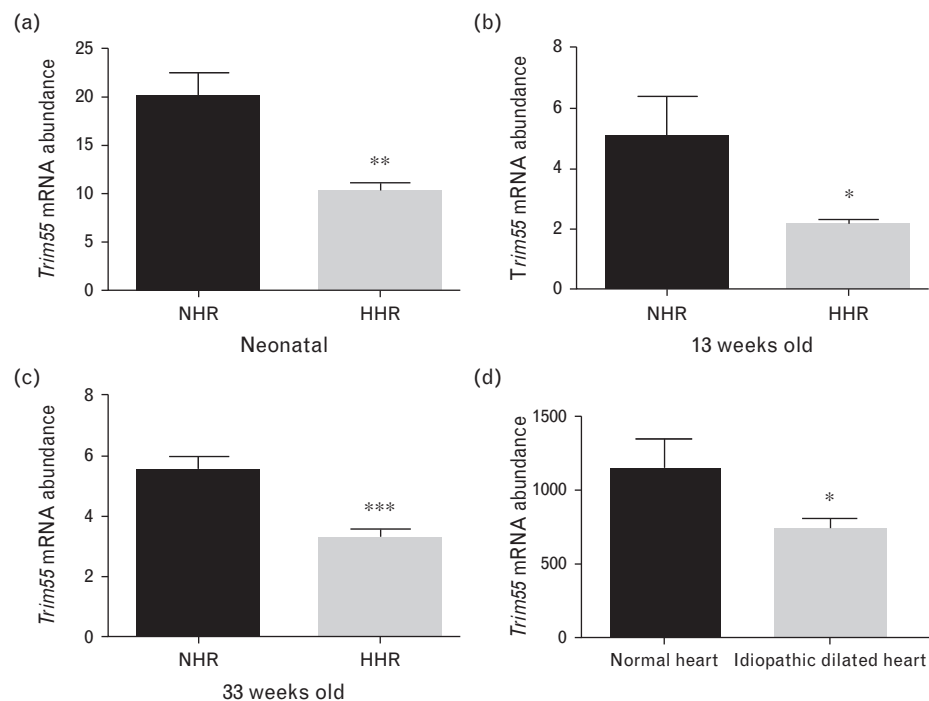 (a)
25
20
15
10
5
0
Trim55 mRNA abundance
**
NHR HHR
Neonatal
(b)
8
6
4
2
0
Trim55 mRNA abundance
*
NHR HHR
13 weeks old
(c)
8
6
4
2
0
Trim55 mRNA abundance
***
NHR HHR
33 weeks old
(d)
1500
1000
500
0
Trim55 mRNA abundance
*
Normal heart Idiopathic dilated heart